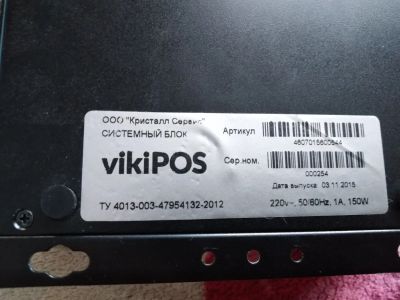 ООО "Кристалл Сервис"
СИСТЕМНЫЙ БЛОК
Артикул
4607015600544
vikiPOS
Сер.ном.
000254
Дата выпуска 03.11.2015
ТУ 4013-003-47954132-2012
220v~, 50/60Hz, 1A, 150W